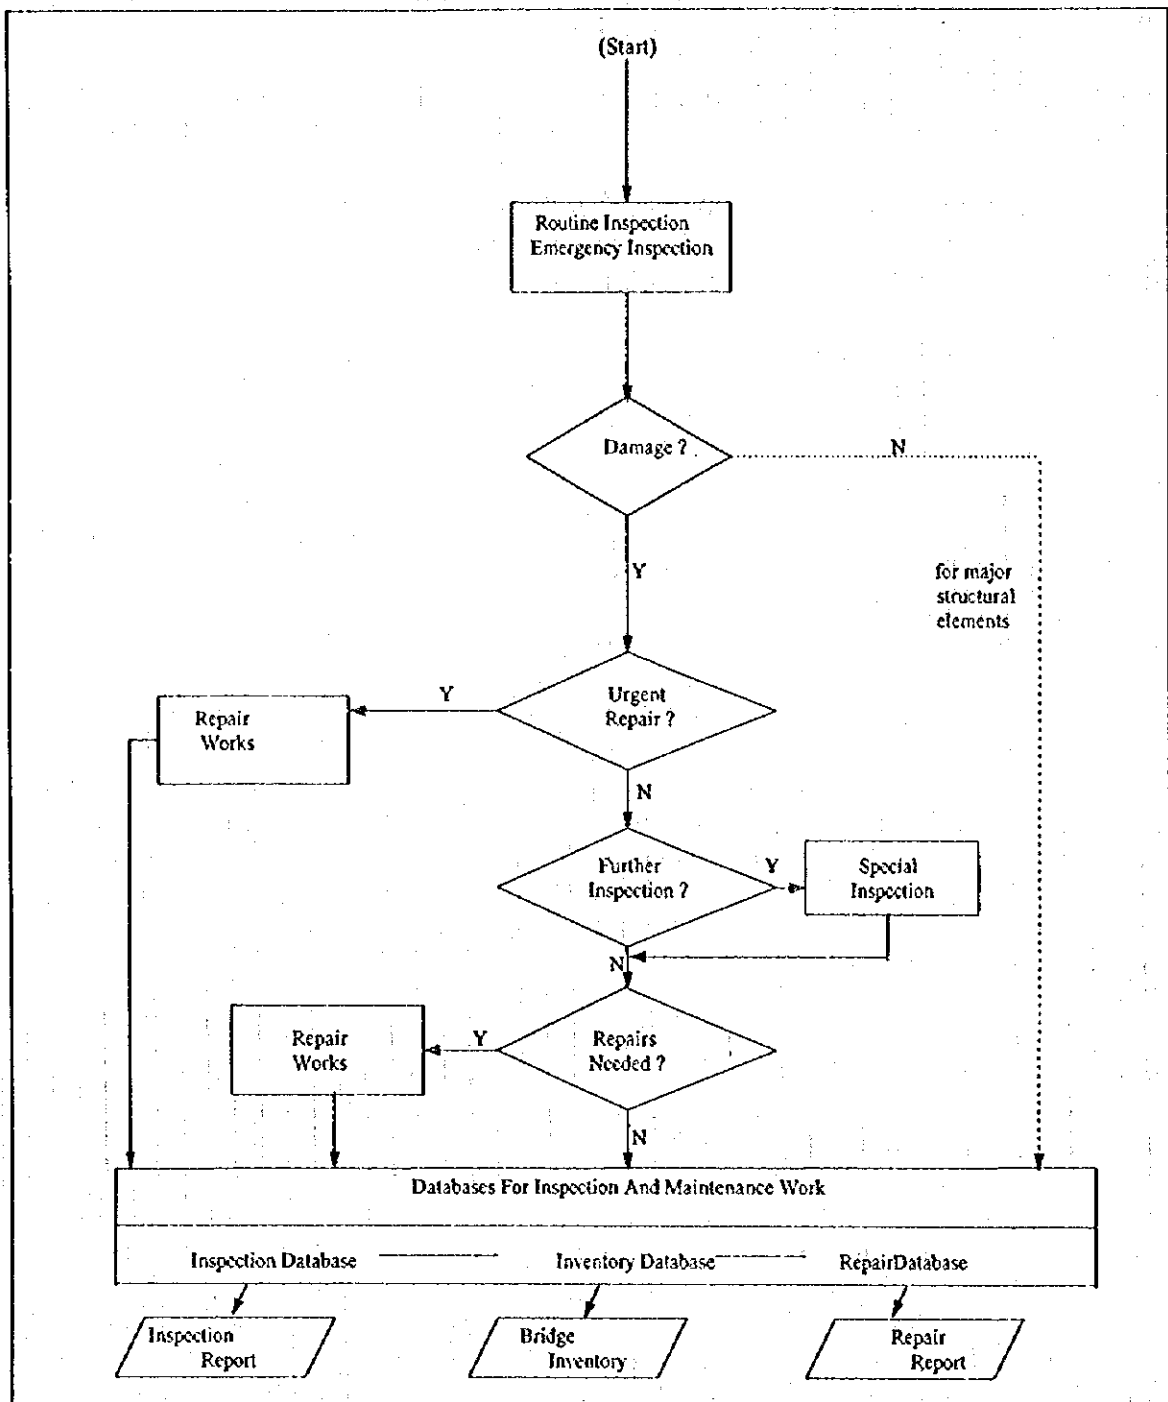 (Start)
Routine Inspection
Emergency Inspection
Damage ?
N
Y
for major
structural
elements
Urgent
Repair ?
Y
Repair
Works
N
Further
Inspection ?
Y
Special
Inspection
N
Repairs
Needed ?
Y
Repair
Works
N
Databases For Inspection And Maintenance Work
Inspection Database
Inventory Database
RepairDatabase
Inspection
Report
Bridge
Inventory
Repair
Report